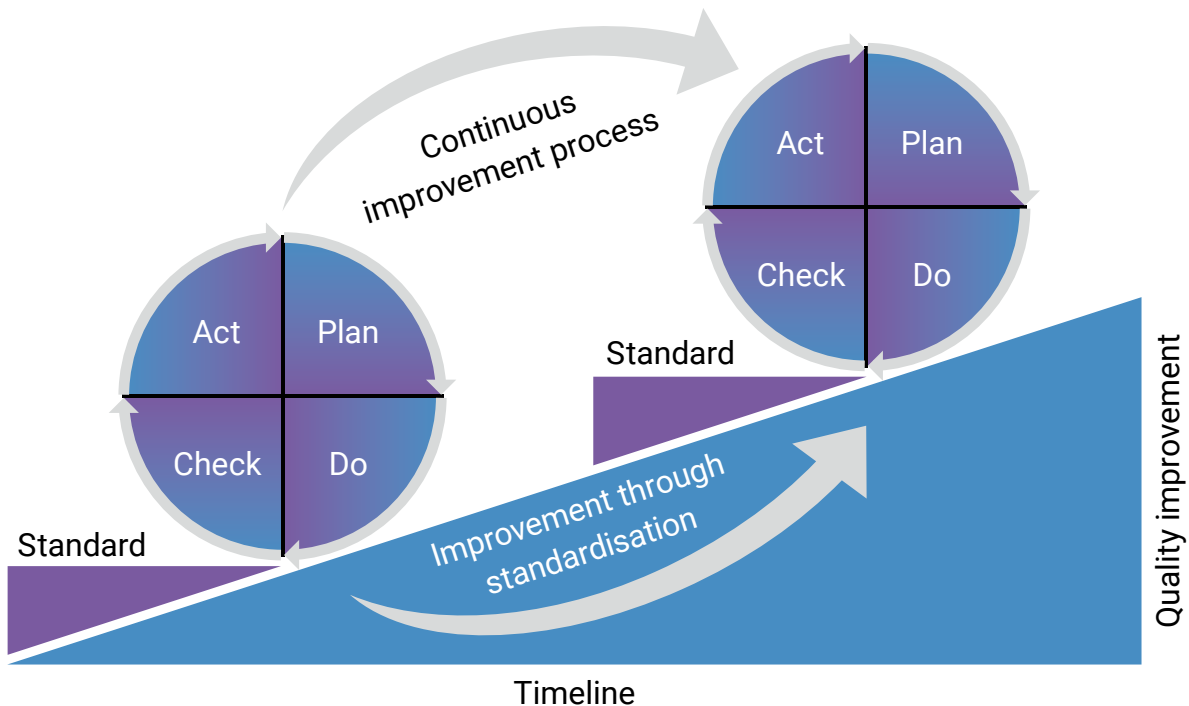 Continuous
improvement process
Act
Plan
Check
Do
Standard
Act
Plan
Check
Do
Standard
Improvement through
standardisation
Quality improvement
Timeline